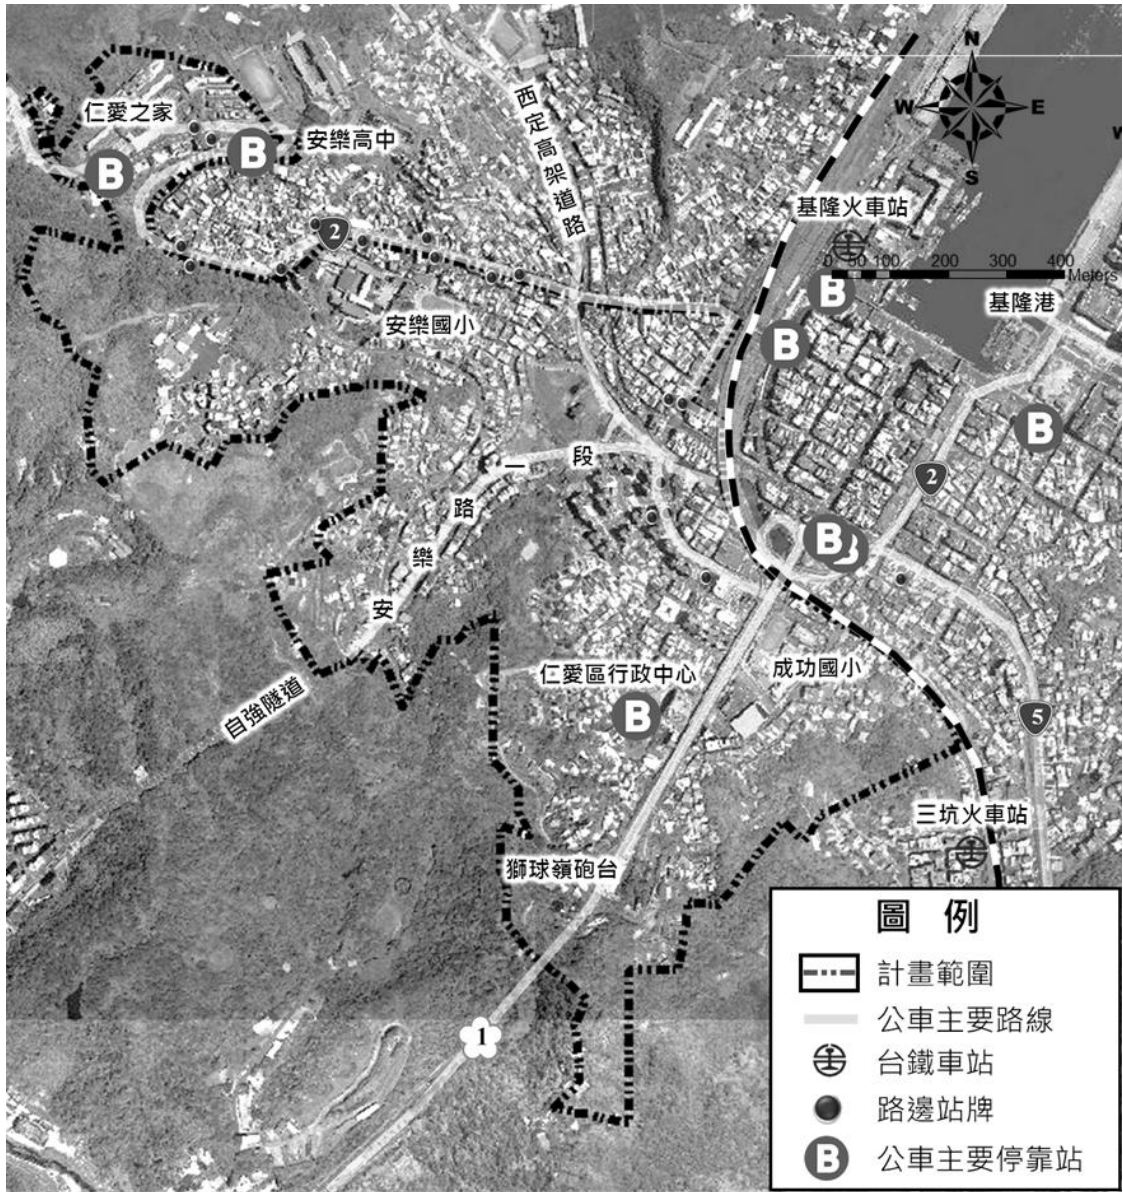 N
W
E
S
W
仁愛之家
安樂高中
B
B
西定高架道路
基隆火車站
2
0 50 100 200 300 400
Meters
B
基隆港
安樂國小
B
B
安樂路一段
2
B
B
仁愛區行政中心
成功國小
B
自強隧道
5
三坑火車站
獅球嶺砲台
1
圖 例
計畫範圍
公車主要路線
台鐵車站
路邊站牌
B
公車主要停靠站